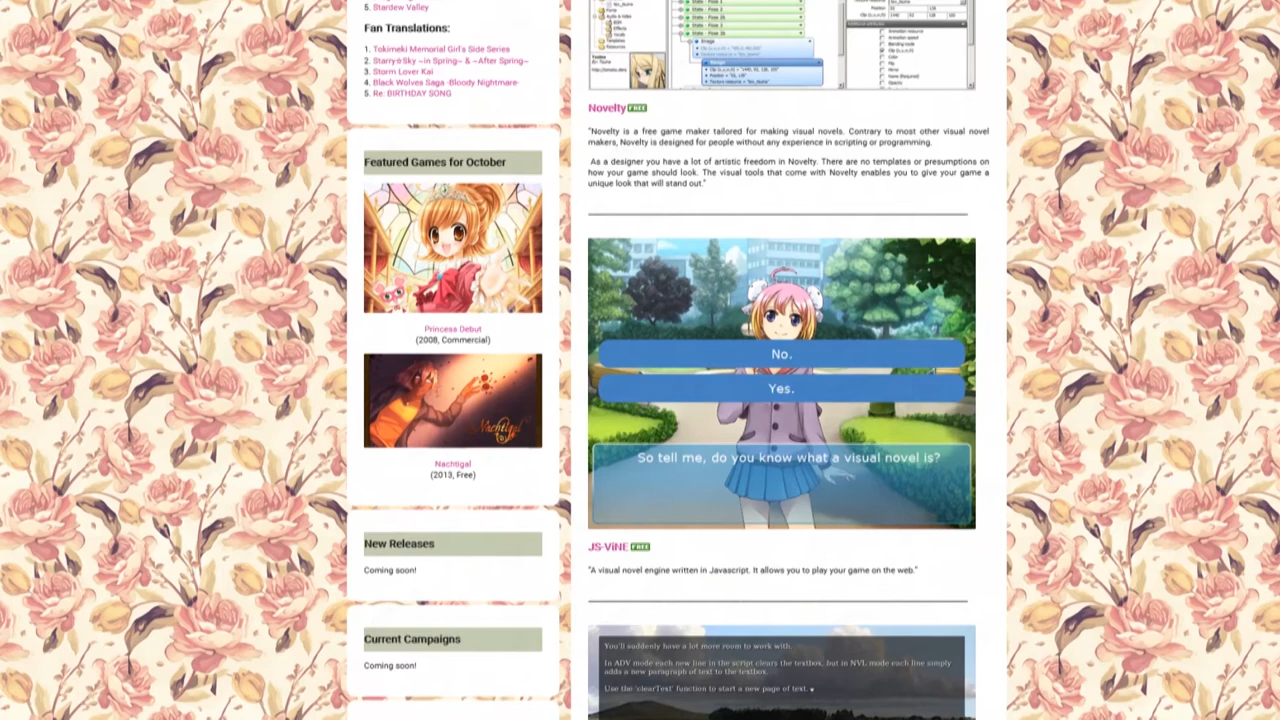 5. Stardew Valley
Fan Translations:
1. Tokimeki Memorial Girl's Side Series
2. Starry☆Sky ~in Spring~ & ~After Spring~
3. Storm Lover Kai
4. Black Wolves Saga -Bloody Nightmare-
5. Re: BIRTHDAY SONG
Featured Games for October
Princess Debut
(2008, Commercial)
Nachtigal
Nachtigal
(2013, Free)
New Releases
Coming soon!
Current Campaigns
Coming soon!
Novelty FREE
"Novelty is a free game maker tailored for making visual novels. Contrary to most other visual novel
makers, Novelty is designed for people without any experience in scripting or programming.
As a designer you have a lot of artistic freedom in Novelty. There are no templates or presumptions on
how your game should look. The visual tools that come with Novelty enables you to give your game a
unique look that will stand out."
No.
Yes.
So tell me, do you know what a visual novel is?
JS-ViNE FREE
"A visual novel engine written in Javascript. It allows you to play your game on the web."
You'll suddenly have a lot more room to work with.
In ADV mode each new line in the script clears the textbox, but in NVL mode each line simply
adds a new paragraph of text to the textbox.
Use the 'clearText' function to start a new page of text.